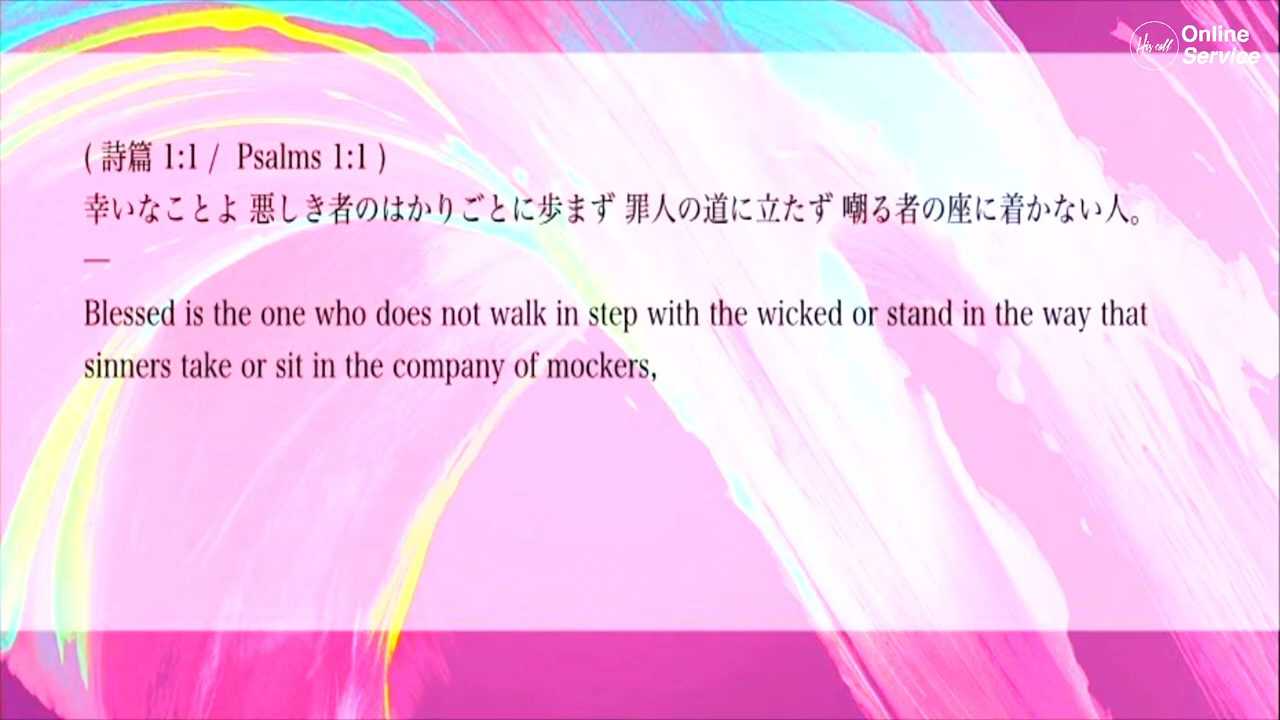 His call
Online
Service
( 詩篇 1:1 / Psalms 1:1 )
幸いなことよ 悪しき者のはかりごとに歩まず 罪人の道に立たず 嘲る者の座に着かない人。
—
Blessed is the one who does not walk in step with the wicked or stand in the way that
sinners take or sit in the company of mockers,